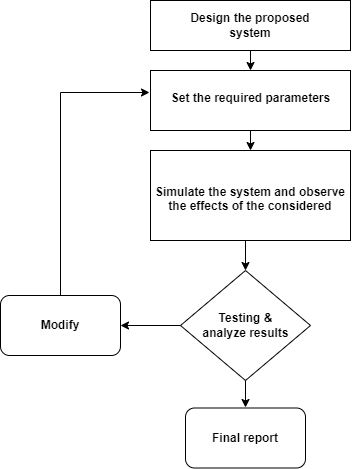 Design the proposed
system
Set the required parameters
Simulate the system and observe
the effects of the considered
Testing &
analyze results
Modify
Final report